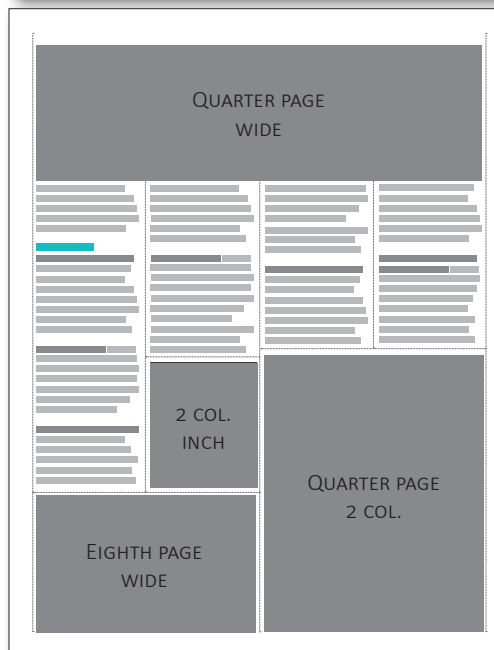 Quarter page
wide
2 col.
inch
Quarter page
2 col.
Eighth page
wide